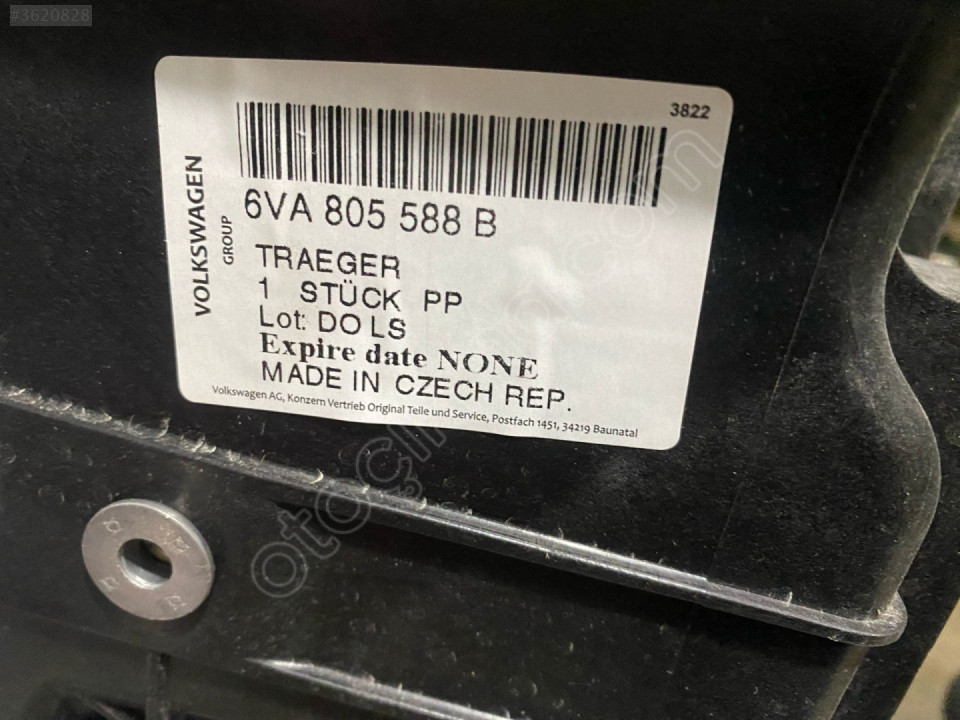 #3620828
3822
VOLKSWAGEN
GROUP
6VA 805 588 B
TRAEGER
1 STÜCK PP
Lot: DO LS
Expire date NONE
MADE IN CZECH REP.
Volkswagen AG, Konzern Vertrieb Original Teile und Service, Postfach 1451, 34219 Baunatal